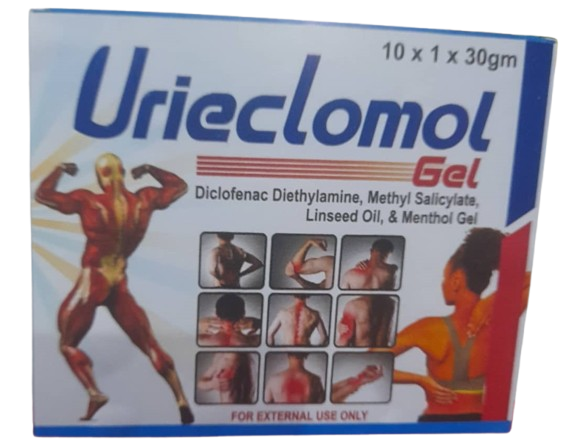 10 x 1 x 30gm
Urieclomol
Gel
Diclofenac Diethylamine, Methyl Salicylate,
Linseed Oil, & Menthol Gel
FOR EXTERNAL USE ONLY